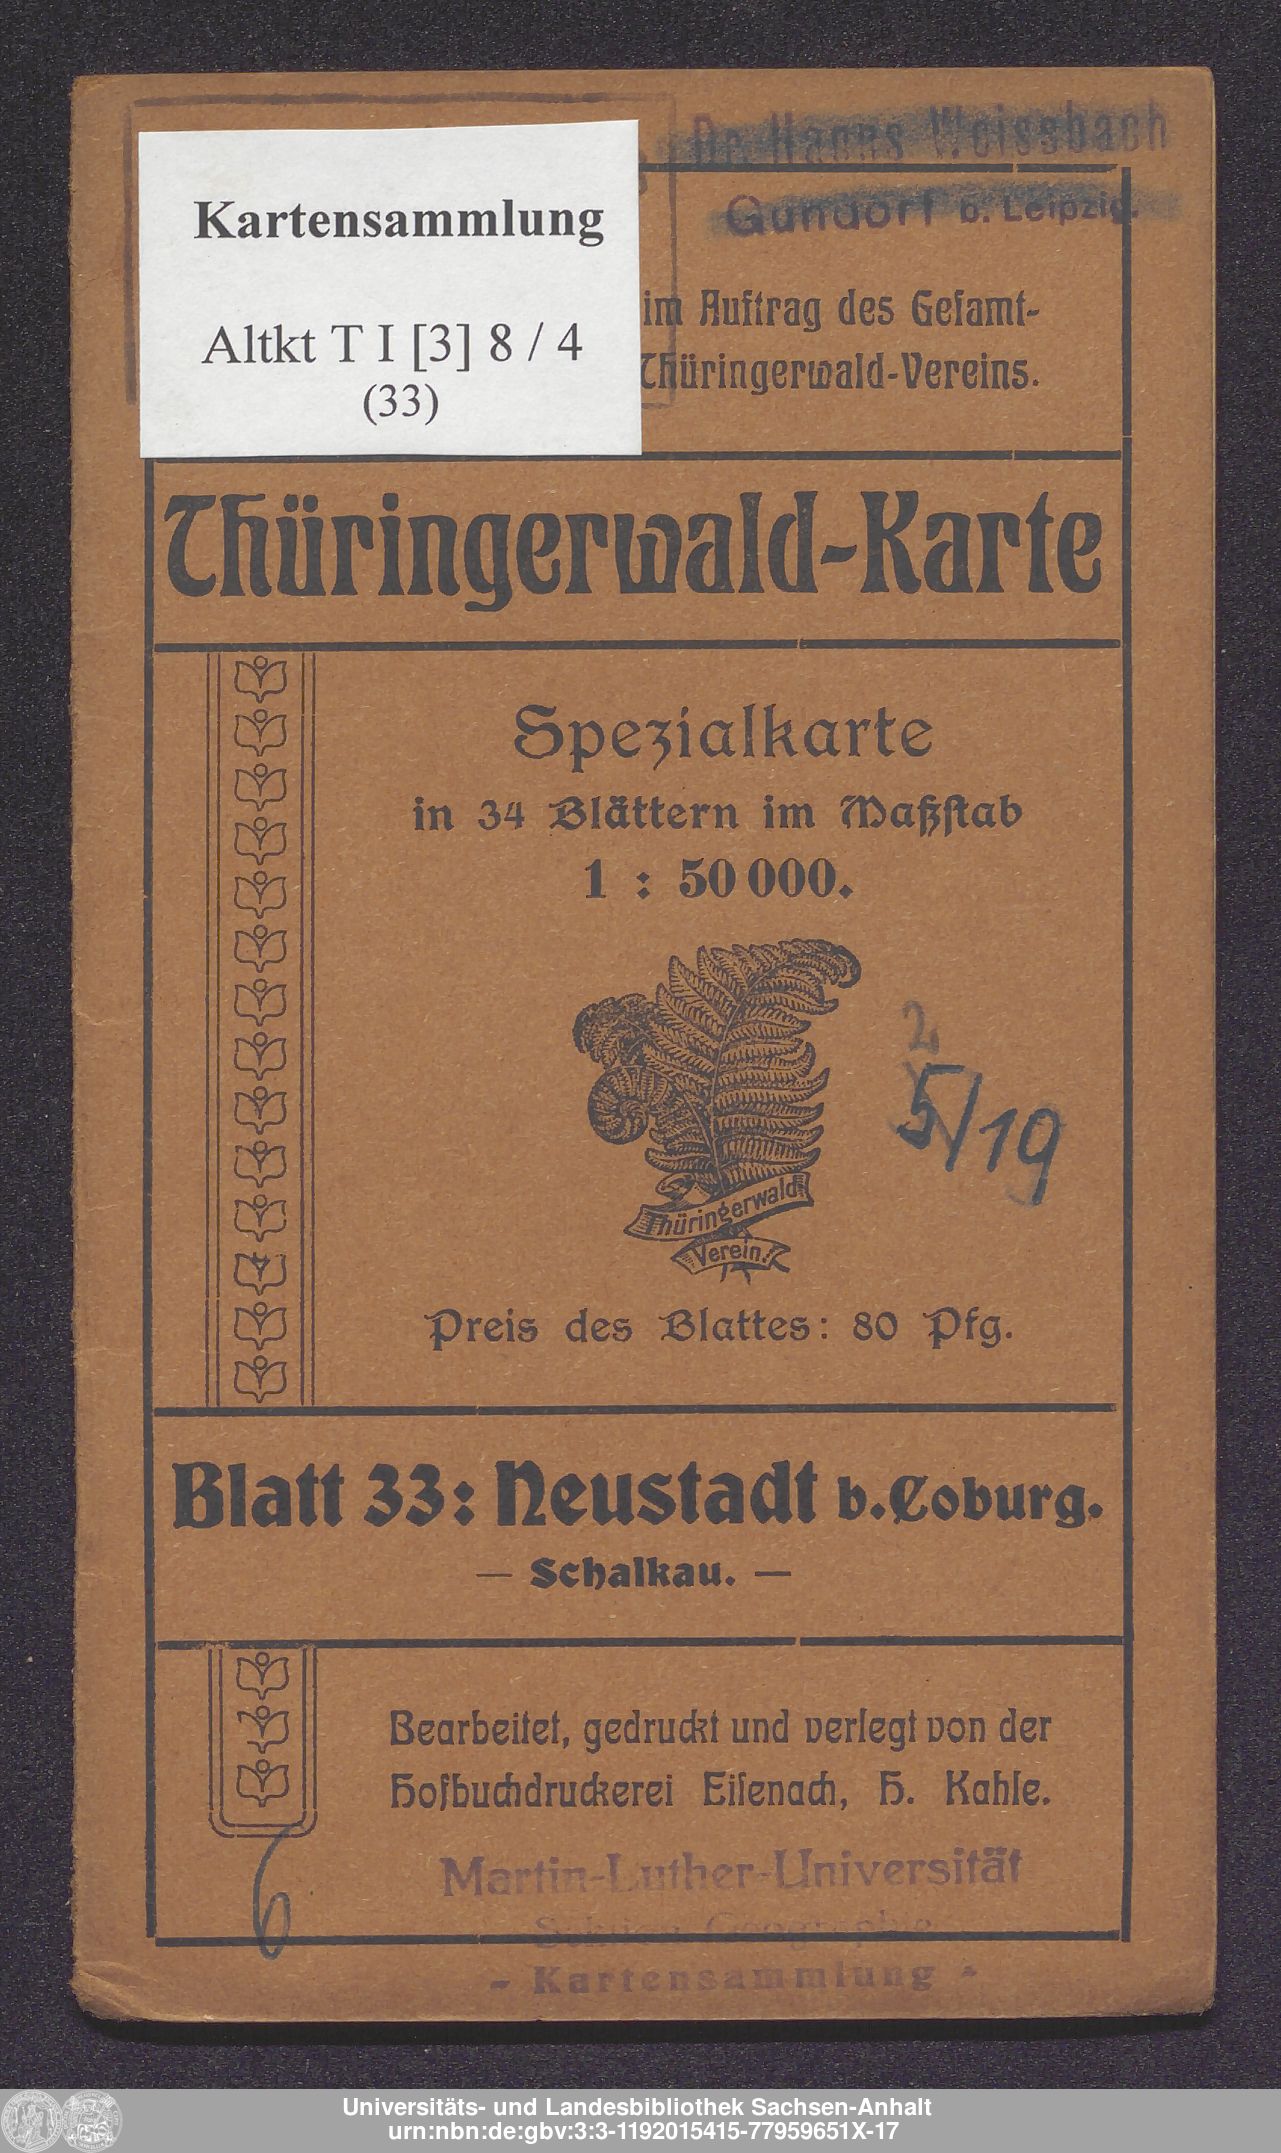 Dr. Hanns Weissbach
Gundorf b. Leipzig.
Kartensammlung
Altkt T I [3] 8 / 4
(33)
im Auftrag des Gesamt-
Thüringerwald-Vereins.
Thüringerwald-Karte
Spezialkarte
in 34 Blättern im Maßstab
1 : 50 000.
2
5/19
Thüringerwald
Verein.
Preis des Blattes: 80 Pfg.
Blatt 33: Neustadt b. Coburg.
— Schalkau. —
Bearbeitet, gedruckt und verlegt von der
Hofbuchdruckerei Eisenach, H. Kahle.
6
Martin-Luther-Universität
Sektion Geographie
- Kartensammlung -
Universitäts- und Landesbibliothek Sachsen-Anhalt
urn:nbn:de:gbv:3:3-1192015415-77959651X-17